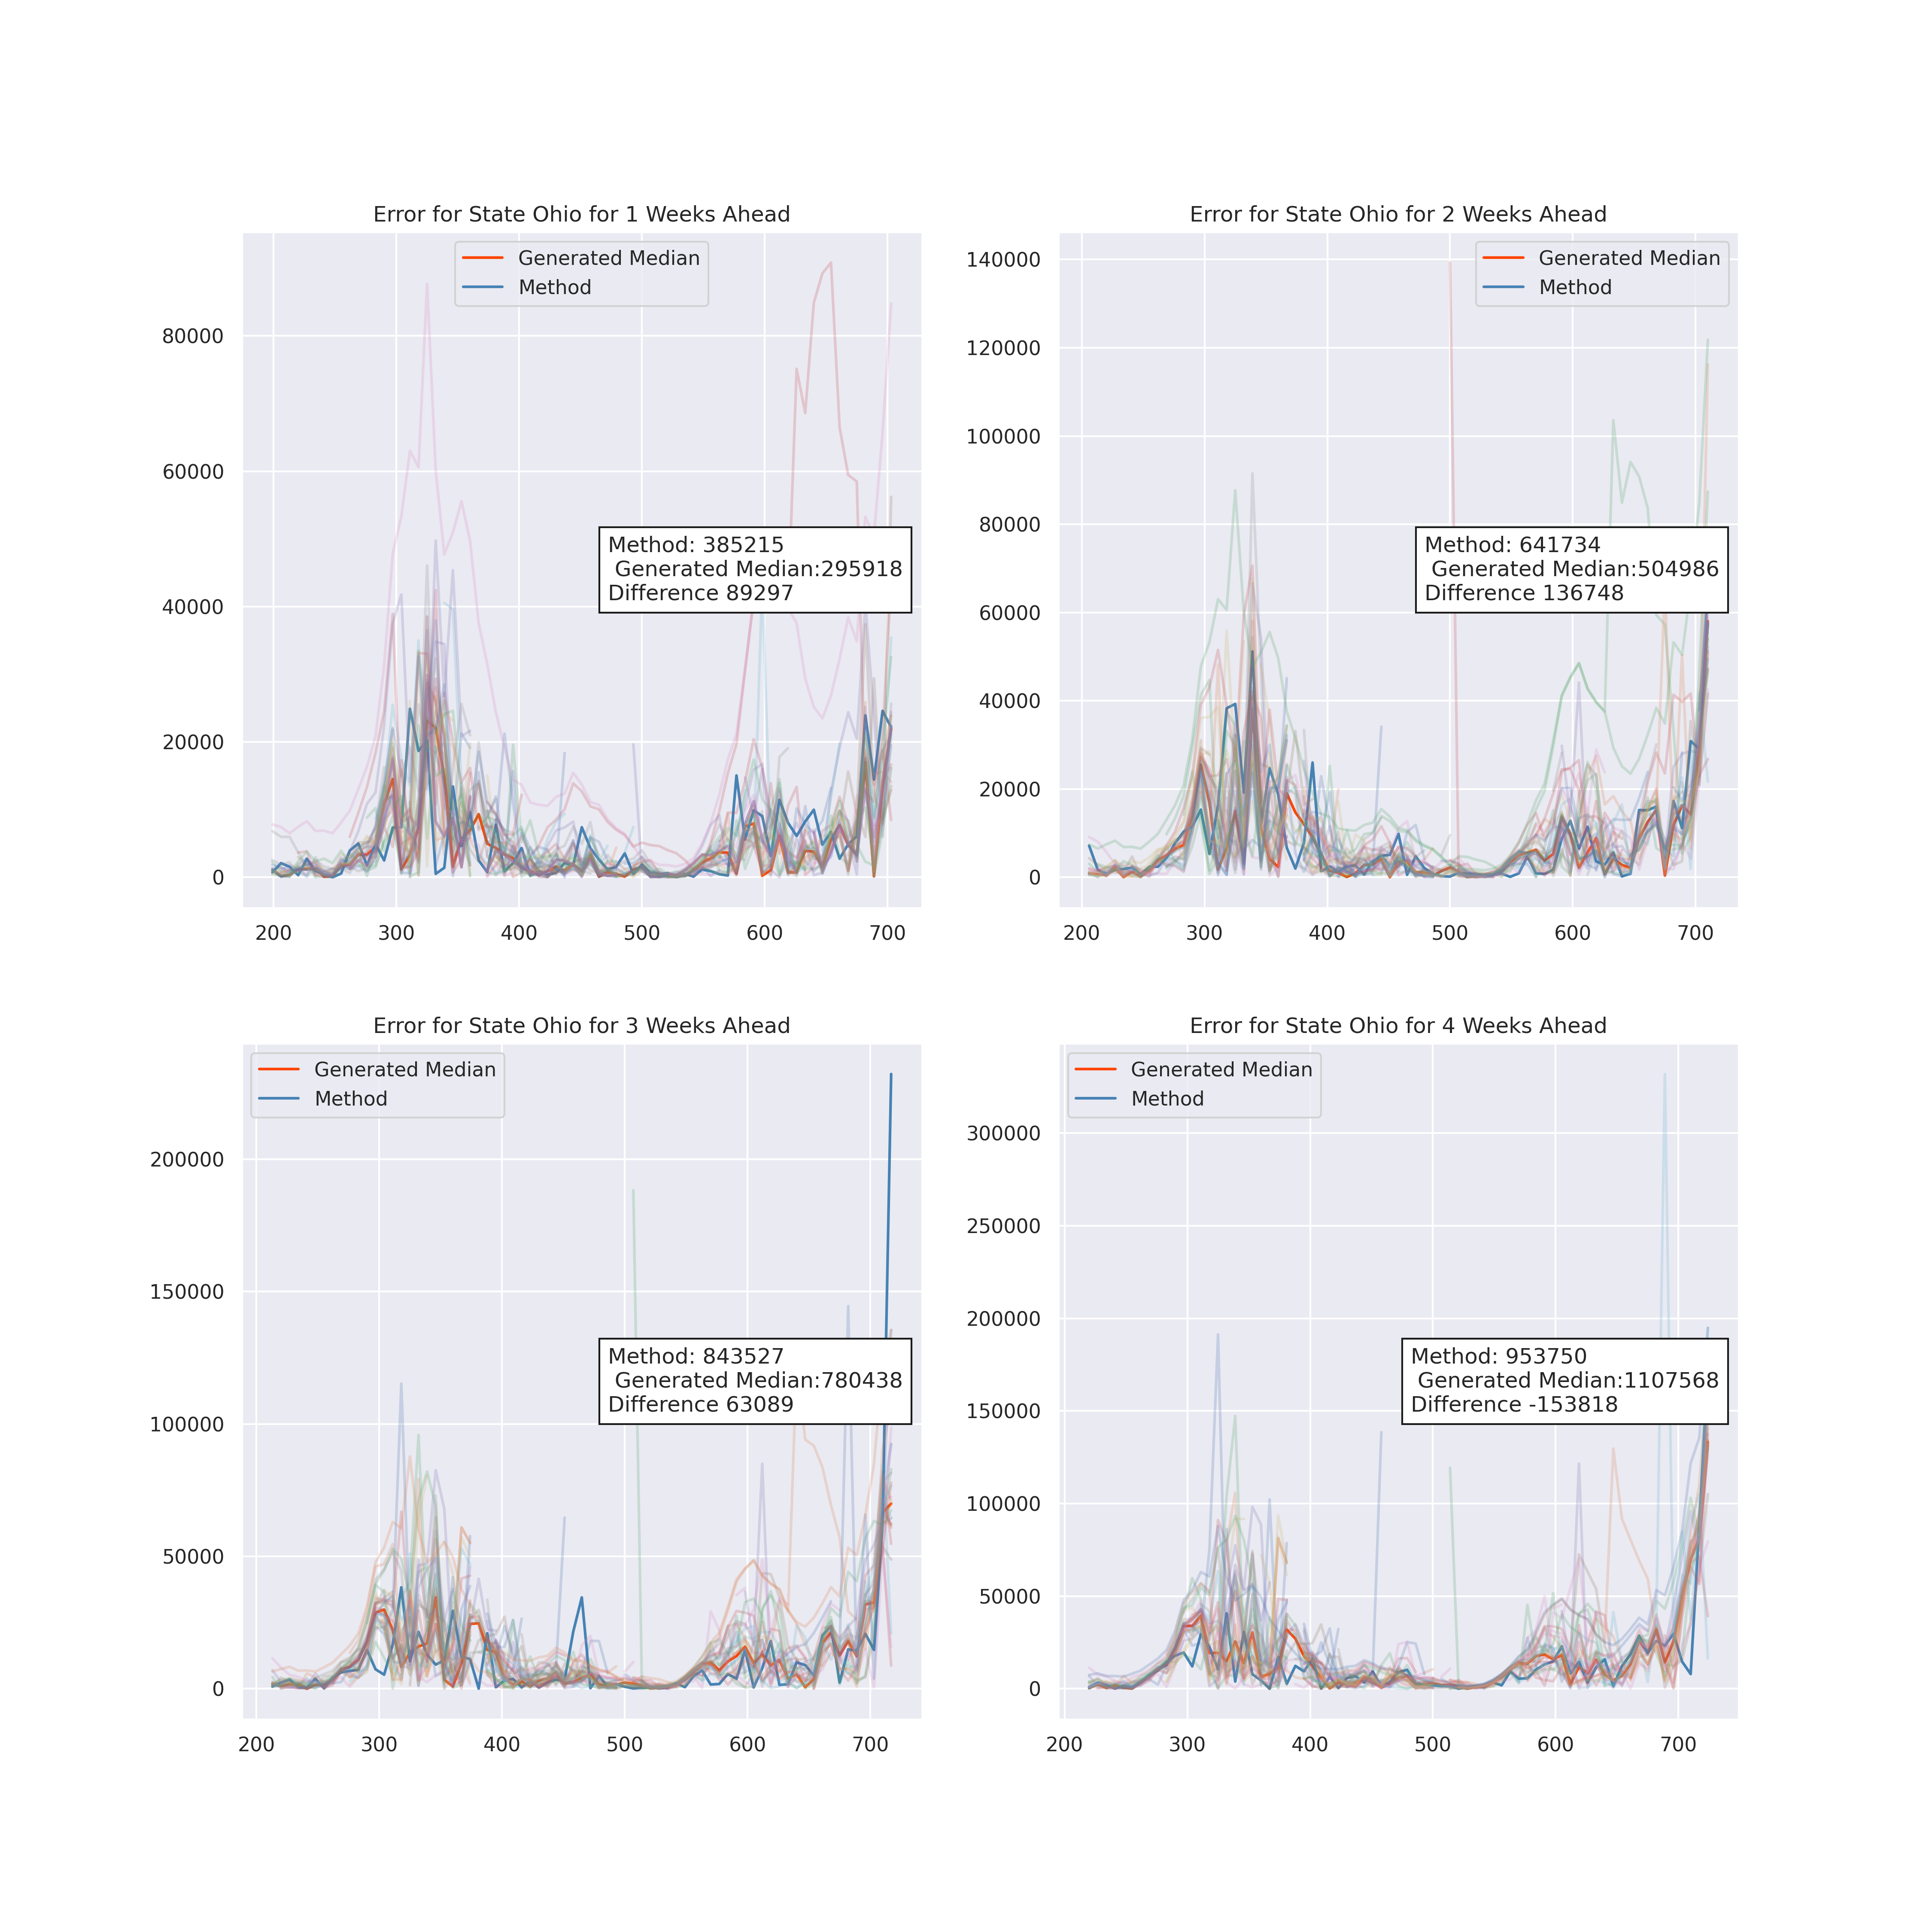 Error for State Ohio for 1 Weeks Ahead
Generated Median
Method
80000
60000
40000
20000
0
Method: 385215
Generated Median:295918
Difference 89297
200 300 400 500 600 700
Error for State Ohio for 2 Weeks Ahead
Generated Median
Method
140000
120000
100000
80000
60000
40000
20000
0
Method: 641734
Generated Median:504986
Difference 136748
200 300 400 500 600 700
Error for State Ohio for 3 Weeks Ahead
Generated Median
Method
200000
150000
100000
50000
0
Method: 843527
Generated Median:780438
Difference 63089
200 300 400 500 600 700
Error for State Ohio for 4 Weeks Ahead
Generated Median
Method
300000
250000
200000
150000
100000
50000
0
Method: 953750
Generated Median:1107568
Difference -153818
200 300 400 500 600 700